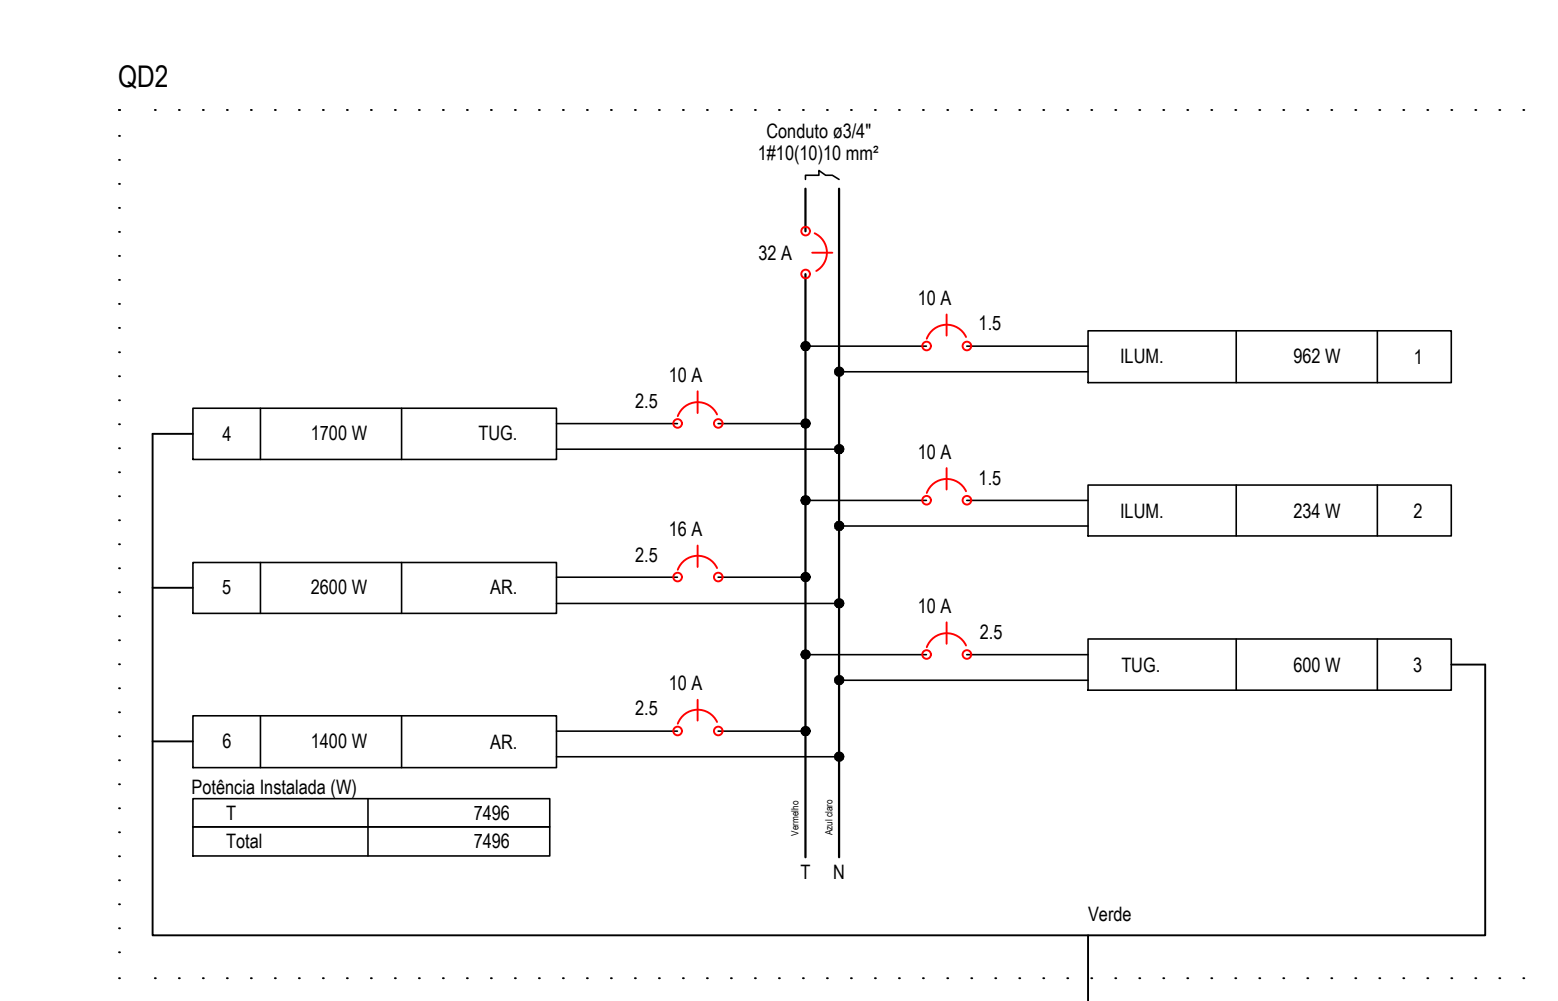 QD2
Conduto ø3/4"
1#10(10)10 mm²
32 A
10 A
1.5
ILUM. 962 W 1
10 A
2.5
4 1700 W TUG.
10 A
1.5
ILUM. 234 W 2
16 A
2.5
5 2600 W AR.
10 A
2.5
TUG. 600 W 3
10 A
2.5
6 1400 W AR.
Potência Instalada (W)
T 7496
Total 7496
Vermelho
Azul claro
T N
Verde